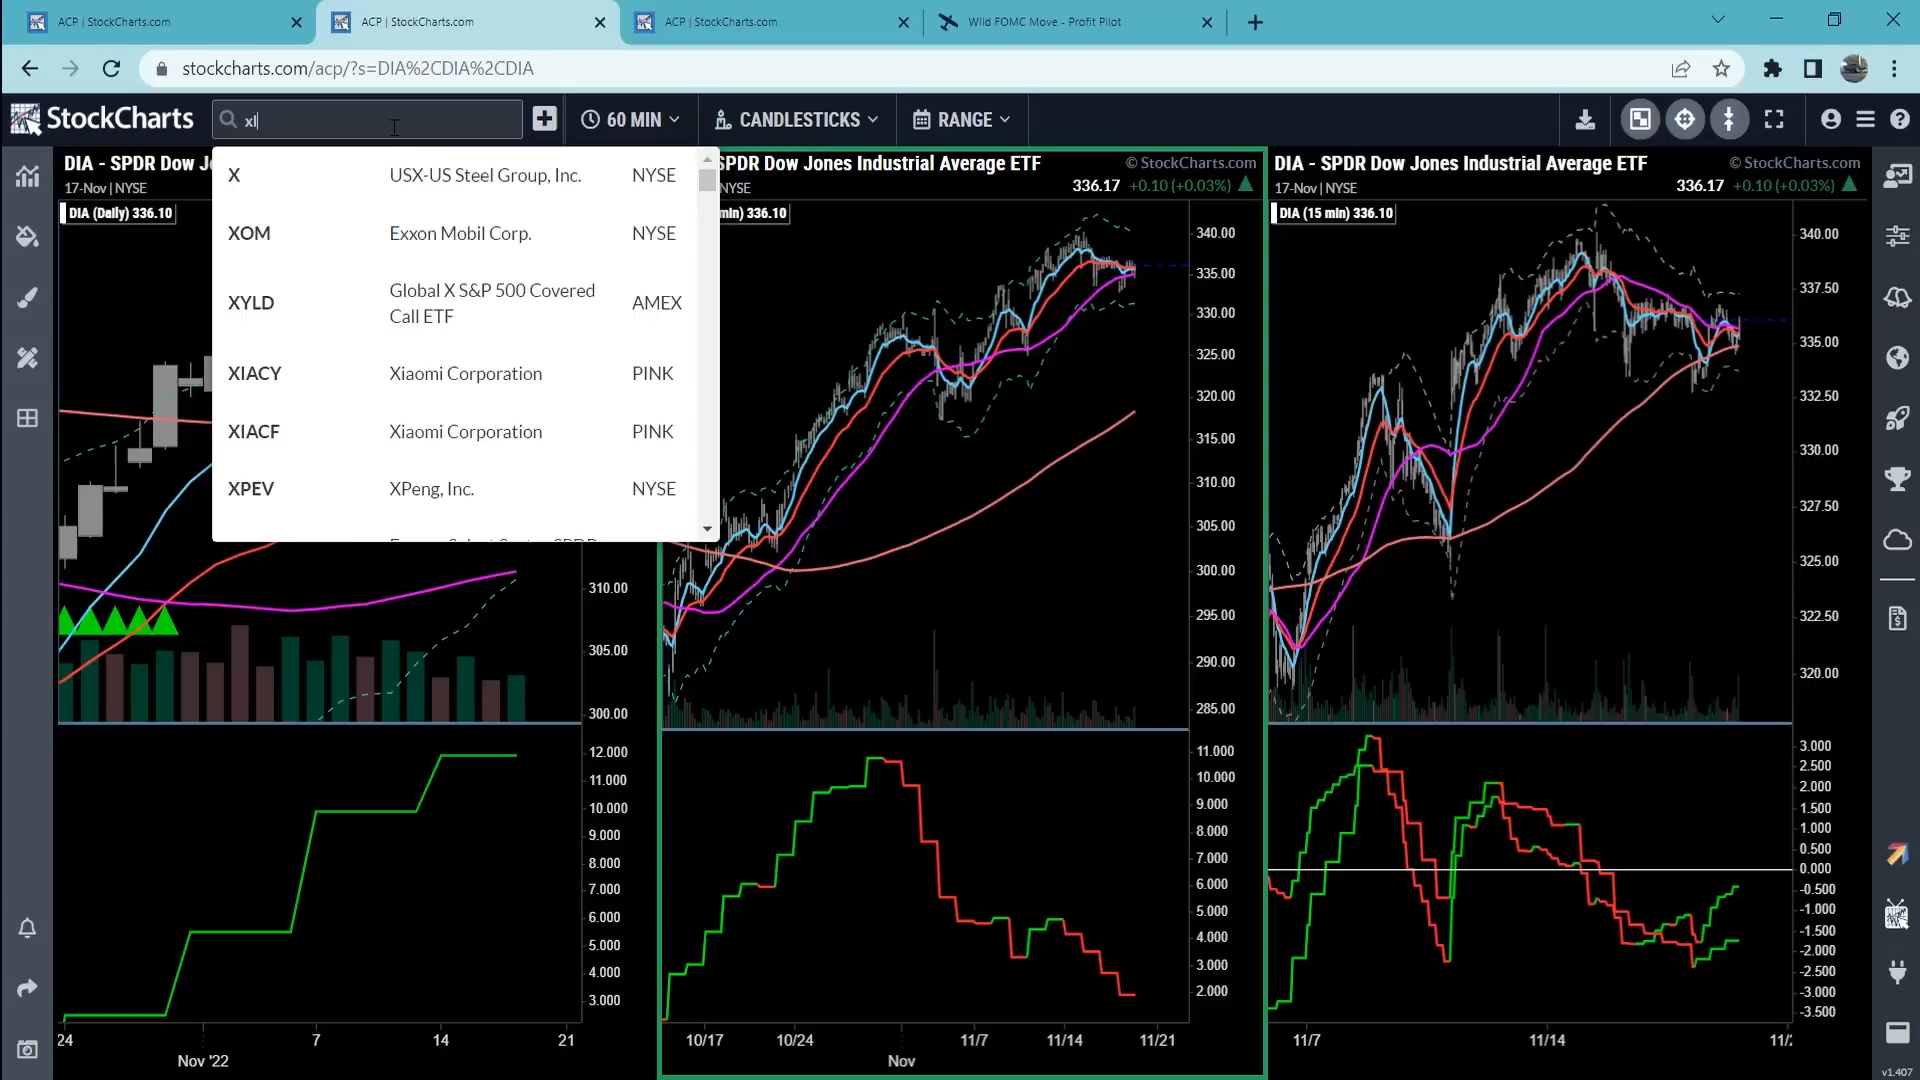 ACP | StockCharts.com
ACP | StockCharts.com
ACP | StockCharts.com
Wild FOMC Move - Profit Pilot
stockcharts.com/acp/?s=DIA%2CDIA%2CDIA
StockCharts
xl
60 MIN
CANDLESTICKS
RANGE
X USX-US Steel Group, Inc. NYSE
XOM Exxon Mobil Corp. NYSE
XYLD Global X S&P 500 Covered Call ETF AMEX
XIACY Xiaomi Corporation PINK
XIACF Xiaomi Corporation PINK
XPEV XPeng, Inc. NYSE
DIA - SPDR Dow J
17-Nov | NYSE
DIA (Daily) 336.10
310.00
305.00
300.00
12.000
11.000
10.000
9.000
8.000
7.000
6.000
5.000
4.000
3.000
24 7 14 21
Nov '22
SPDR Dow Jones Industrial Average ETF
© StockCharts.com
NYSE
336.17 +0.10 (+0.03%)
min) 336.10
340.00
335.00
330.00
325.00
320.00
315.00
310.00
305.00
300.00
295.00
290.00
285.00
11.000
10.000
9.000
8.000
7.000
6.000
5.000
4.000
3.000
2.000
10/17 10/24 11/7 11/14 11/21
Nov
DIA - SPDR Dow Jones Industrial Average ETF
© StockCharts.com
17-Nov | NYSE
336.17 +0.10 (+0.03%)
DIA (15 min) 336.10
340.00
337.50
335.00
332.50
330.00
327.50
325.00
322.50
320.00
3.000
2.500
2.000
1.500
1.000
0.500
0.000
-0.500
-1.000
-1.500
-2.000
-2.500
-3.000
-3.500
11/7 11/14 11/2
v1.407